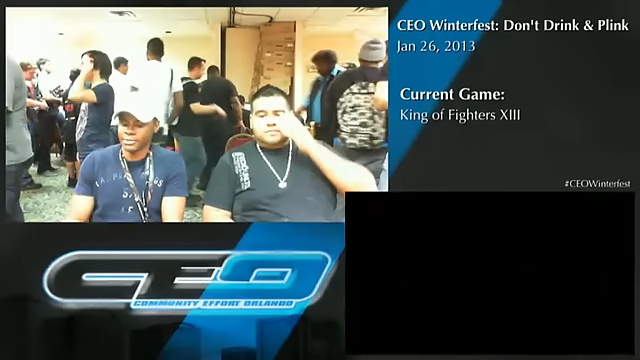 CEO Winterfest: Don't Drink & Plink
Jan 26, 2013
Current Game:
King of Fighters XIII
#CEOWinterfest
CEO
COMMUNITY EFFORT ORLANDO